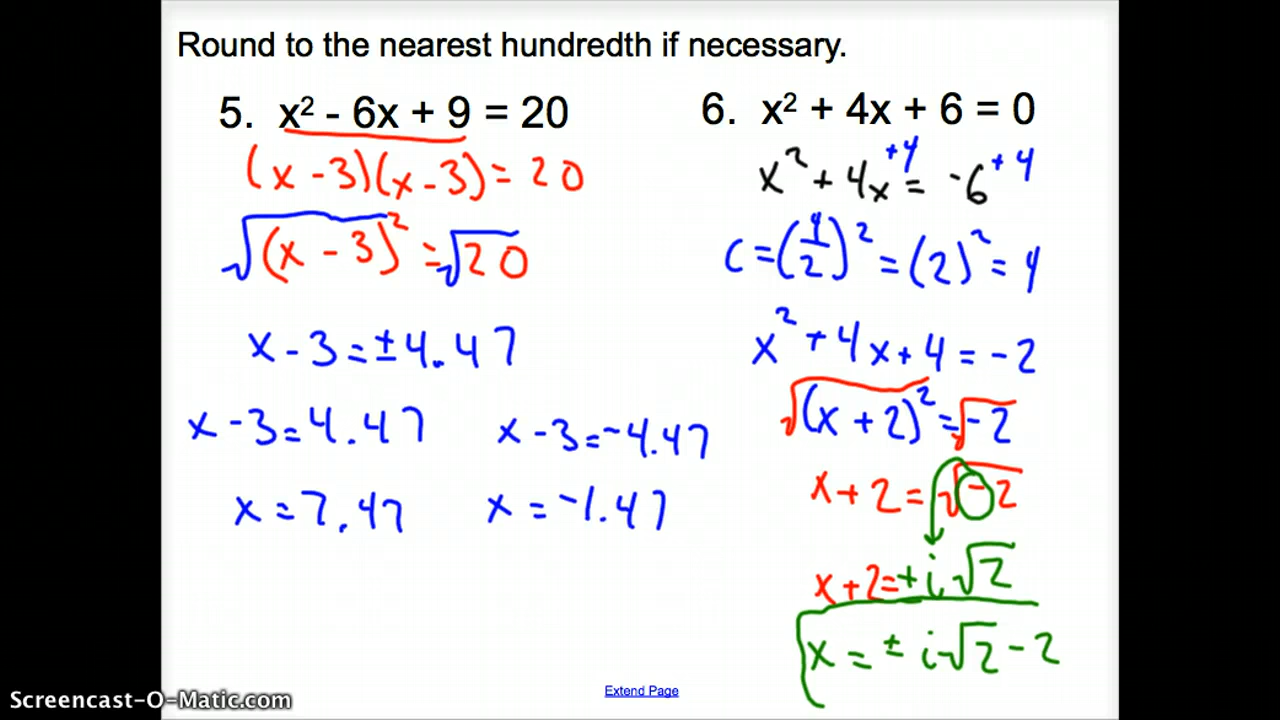 Round to the nearest hundredth if necessary.
5. x² - 6x + 9 = 20
(x - 3)(x - 3) = 20
√(x - 3)² = √20
x - 3 = ±4.47
x - 3 = 4.47 x - 3 = -4.47
x = 7.47 x = -1.47
6. x² + 4x + 6 = 0
x² + 4x +4 = -6 +4
c = (4/2)² = (2)² = 4
x² + 4x + 4 = -2
√(x + 2)² = √-2
x + 2 = √-2
x + 2 = +i√2
x = ± i√2 - 2
Extend Page
Screencast-O-Matic.com